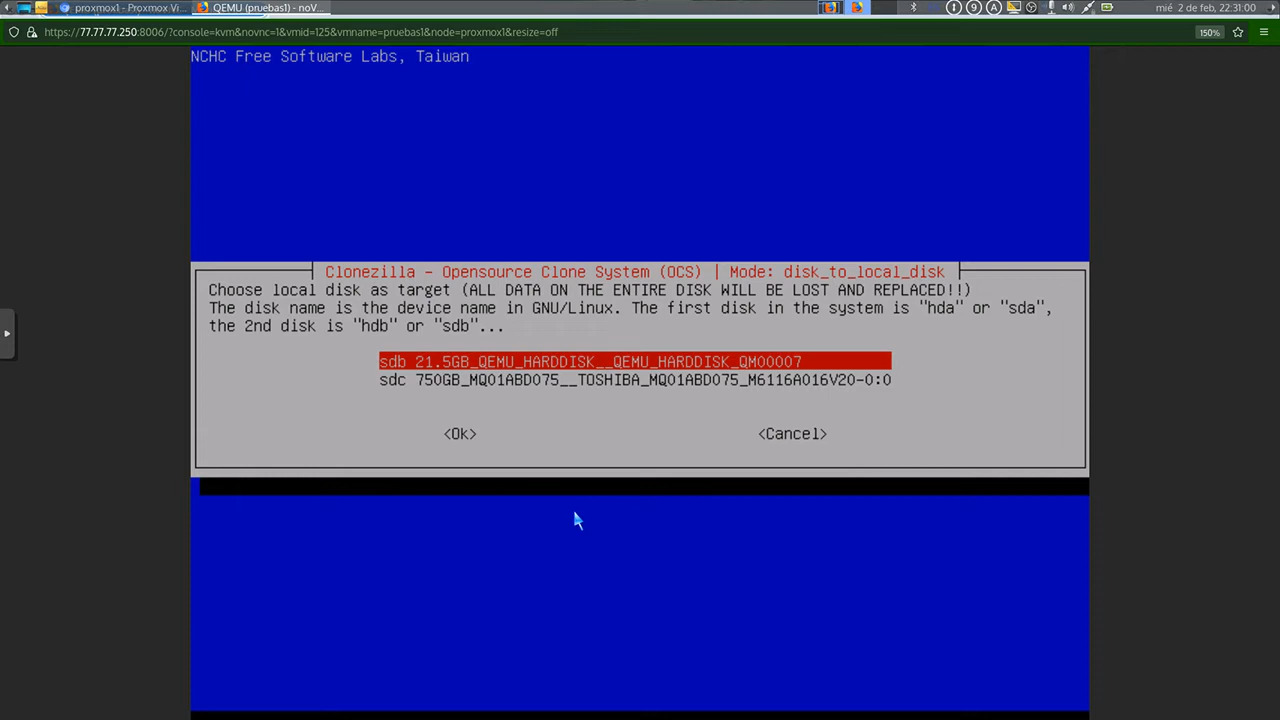 proxmox1 - Proxmox Vi...
QEMU (pruebas1) - noV...
9
A
mié 2 de feb, 22:31:00
https://77.77.77.250:8006/?console=kvm&novnc=1&vmid=125&vmname=pruebas1&node=proxmox1&resize=off
150%
NCHC Free Software Labs, Taiwan
Clonezilla - Opensource Clone System (OCS) | Mode: disk_to_local_disk
Choose local disk as target (ALL DATA ON THE ENTIRE DISK WILL BE LOST AND REPLACED!!)
The disk name is the device name in GNU/Linux. The first disk in the system is "hda" or "sda",
the 2nd disk is "hdb" or "sdb"...
sdb 21.5GB_QEMU_HARDDISK__QEMU_HARDDISK_QM00007
sdc 750GB_MQ01ABD075__TOSHIBA_MQ01ABD075_M6116A016V20-0:0
<Ok>
<Cancel>